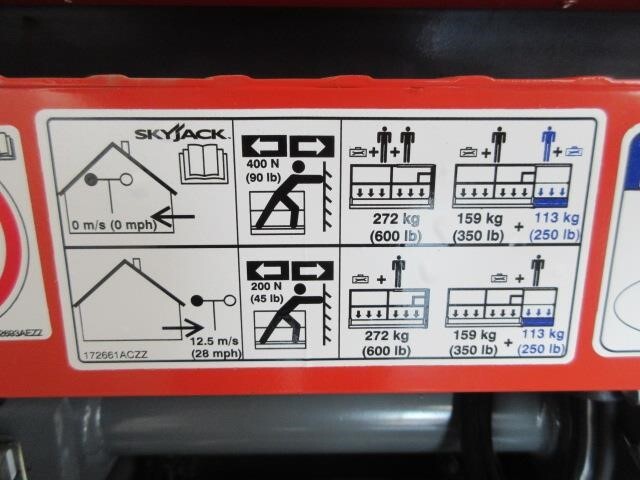 SKYJACK
0 m/s (0 mph)
400 N
(90 lb)
272 kg
(600 lb)
159 kg
(350 lb)
+
113 kg
(250 lb)
12.5 m/s
(28 mph)
172661ACZZ
200 N
(45 lb)
272 kg
(600 lb)
159 kg
(350 lb)
+
113 kg
(250 lb)